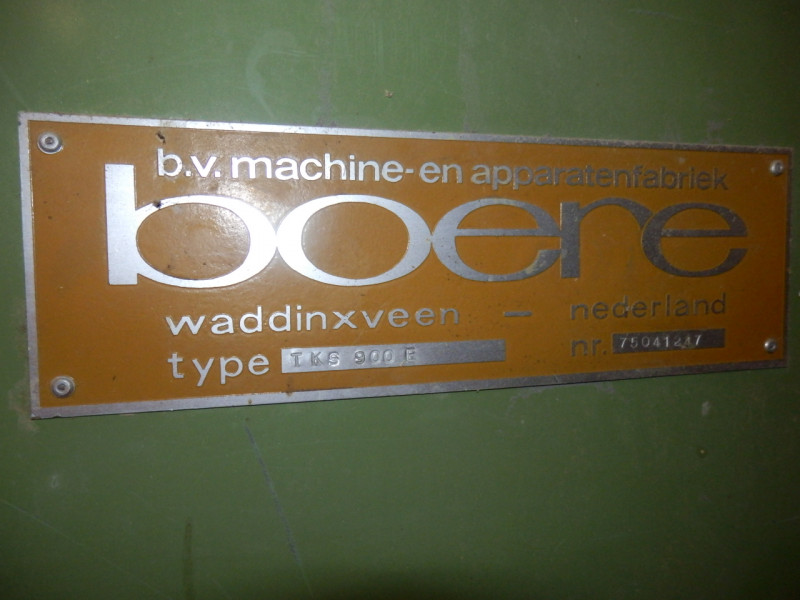 b.v. machine-en apparatenfabriek
boere
waddinxveen — nederland
type TKS 900 E nr. 75041247